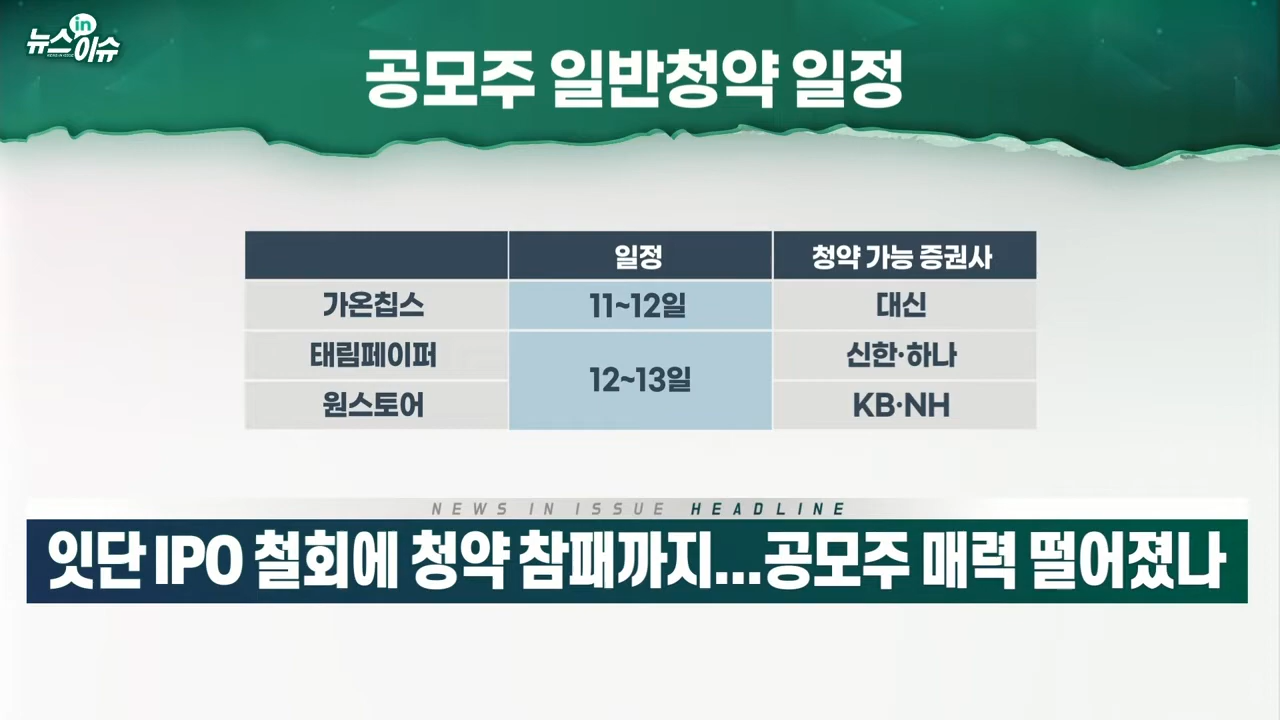 뉴스in이슈
공모주 일반청약 일정
일정 청약 가능 증권사
가온칩스 11~12일 대신
태림페이퍼 12~13일 신한·하나
원스토어 KB·NH
NEWS IN ISSUE HEADLINE
잇단 IPO 철회에 청약 참패까지...공모주 매력 떨어졌나